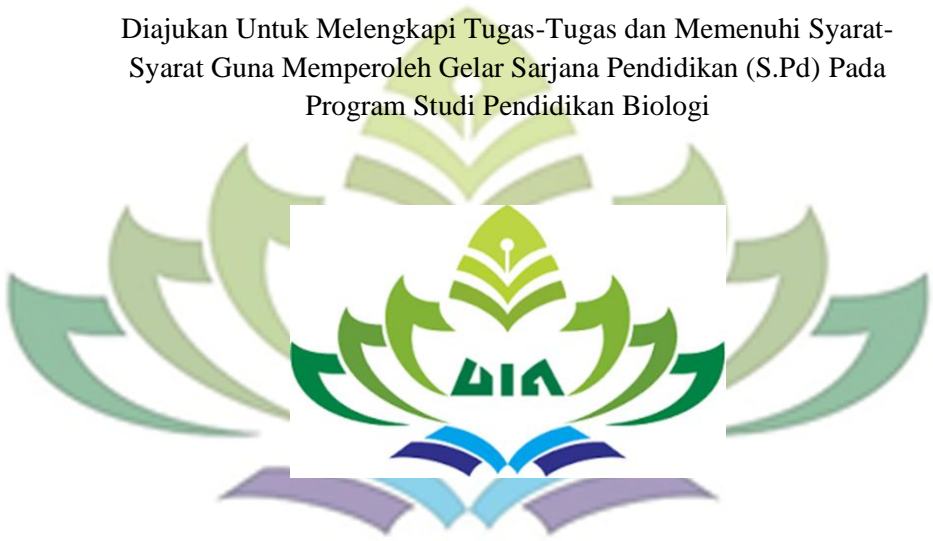 Diajukan Untuk Melengkapi Tugas-Tugas dan Memenuhi Syarat-
Syarat Guna Memperoleh Gelar Sarjana Pendidikan (S.Pd) Pada
Program Studi Pendidikan Biologi
UIN